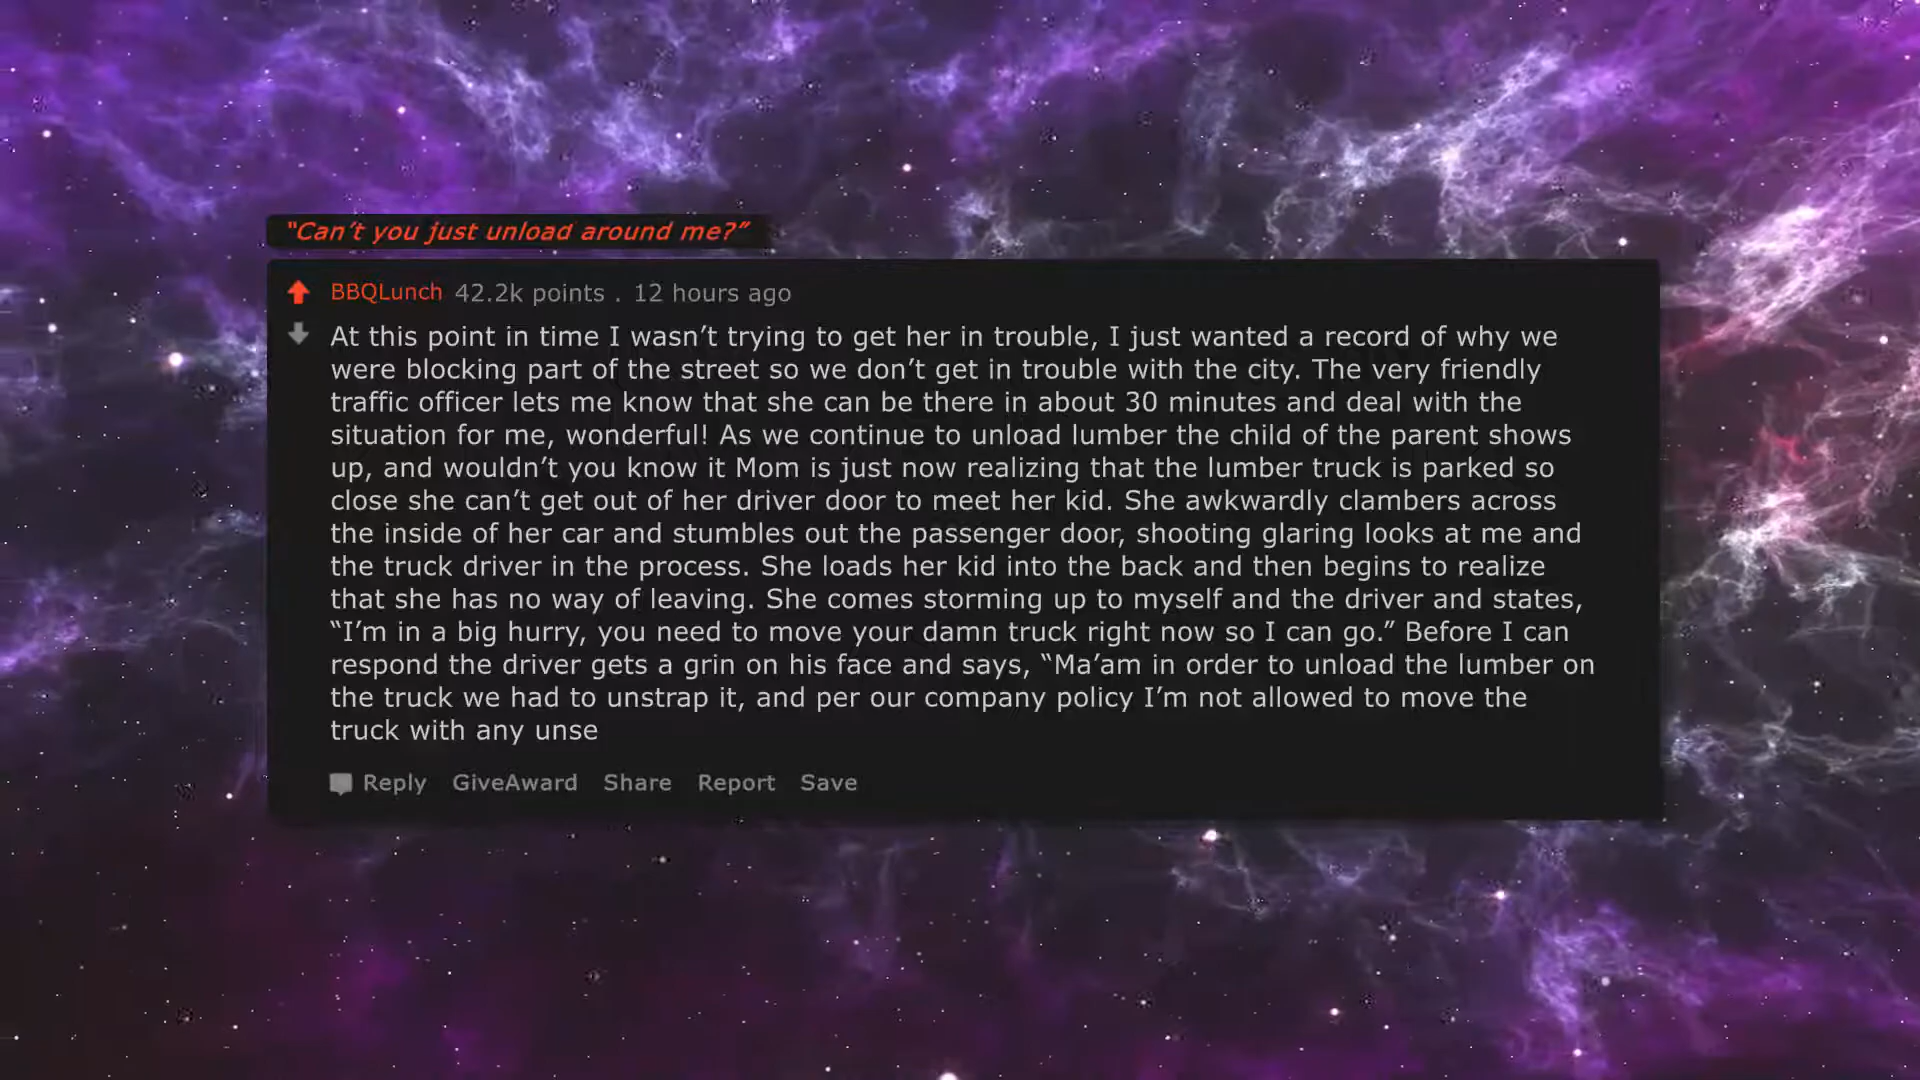 “Can’t you just unload around me?”
BBQLunch 42.2k points . 12 hours ago
At this point in time I wasn’t trying to get her in trouble, I just wanted a record of why we
were blocking part of the street so we don’t get in trouble with the city. The very friendly
traffic officer lets me know that she can be there in about 30 minutes and deal with the
situation for me, wonderful! As we continue to unload lumber the child of the parent shows
up, and wouldn’t you know it Mom is just now realizing that the lumber truck is parked so
close she can’t get out of her driver door to meet her kid. She awkwardly clambers across
the inside of her car and stumbles out the passenger door, shooting glaring looks at me and
the truck driver in the process. She loads her kid into the back and then begins to realize
that she has no way of leaving. She comes storming up to myself and the driver and states,
“I’m in a big hurry, you need to move your damn truck right now so I can go.” Before I can
respond the driver gets a grin on his face and says, “Ma’am in order to unload the lumber on
the truck we had to unstrap it, and per our company policy I’m not allowed to move the
truck with any unse
Reply GiveAward Share Report Save